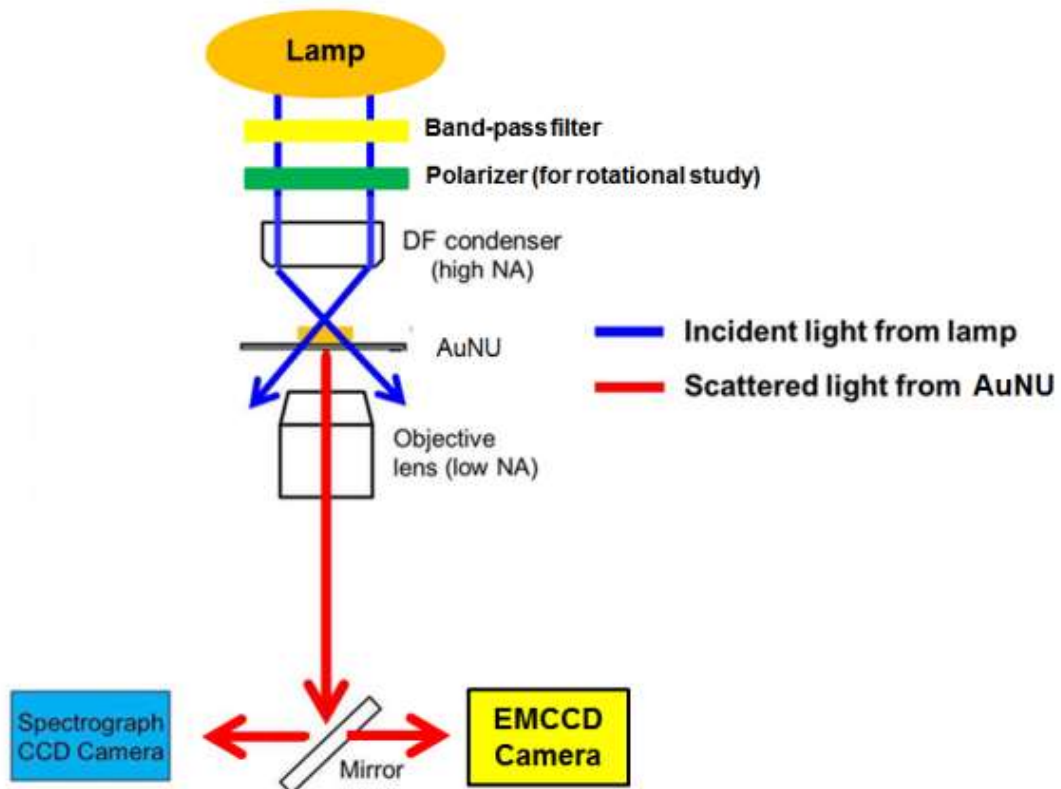 Lamp
Band-pass filter
Polarizer (for rotational study)
DF condenser
(high NA)
AuNU
Incident light from lamp
Scattered light from AuNU
Objective
lens (low NA)
Spectrograph
CCD Camera
Mirror
EMCCD
Camera